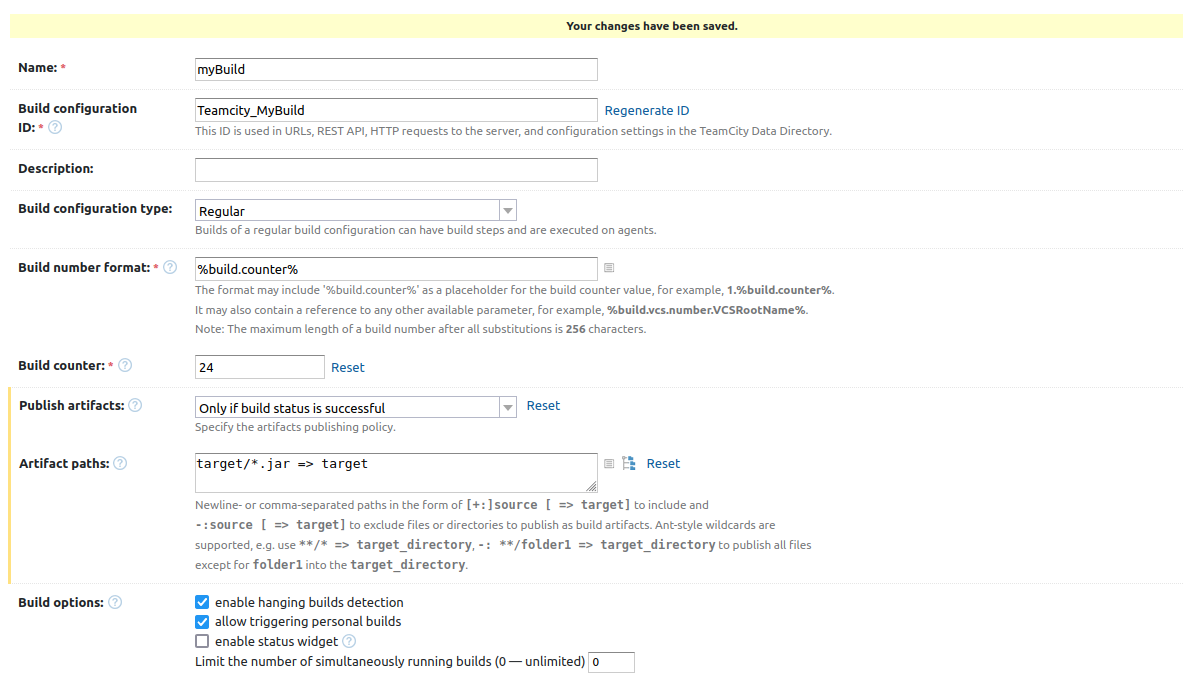 Your changes have been saved.
Name: *
myBuild
Build configuration
ID: * ?
Teamcity_MyBuild
Regenerate ID
This ID is used in URLs, REST API, HTTP requests to the server, and configuration settings in the TeamCity Data Directory.
Description:
Build configuration type:
Regular
Builds of a regular build configuration can have build steps and are executed on agents.
Build number format: * ?
%build.counter%
The format may include '%build.counter%' as a placeholder for the build counter value, for example, 1.%build.counter%.
It may also contain a reference to any other available parameter, for example, %build.vcs.number.VCSRootName%.
Note: The maximum length of a build number after all substitutions is 256 characters.
Build counter: * ?
24
Reset
Publish artifacts: ?
Only if build status is successful
Reset
Specify the artifacts publishing policy.
Artifact paths: ?
target/*.jar => target
Reset
Newline- or comma-separated paths in the form of [+:]source [ => target] to include and
-:source [ => target] to exclude files or directories to publish as build artifacts. Ant-style wildcards are
supported, e.g. use **/* => target_directory, -: **/folder1 => target_directory to publish all files
except for folder1 into the target_directory.
Build options: ?
enable hanging builds detection
allow triggering personal builds
enable status widget ?
Limit the number of simultaneously running builds (0 — unlimited) 0